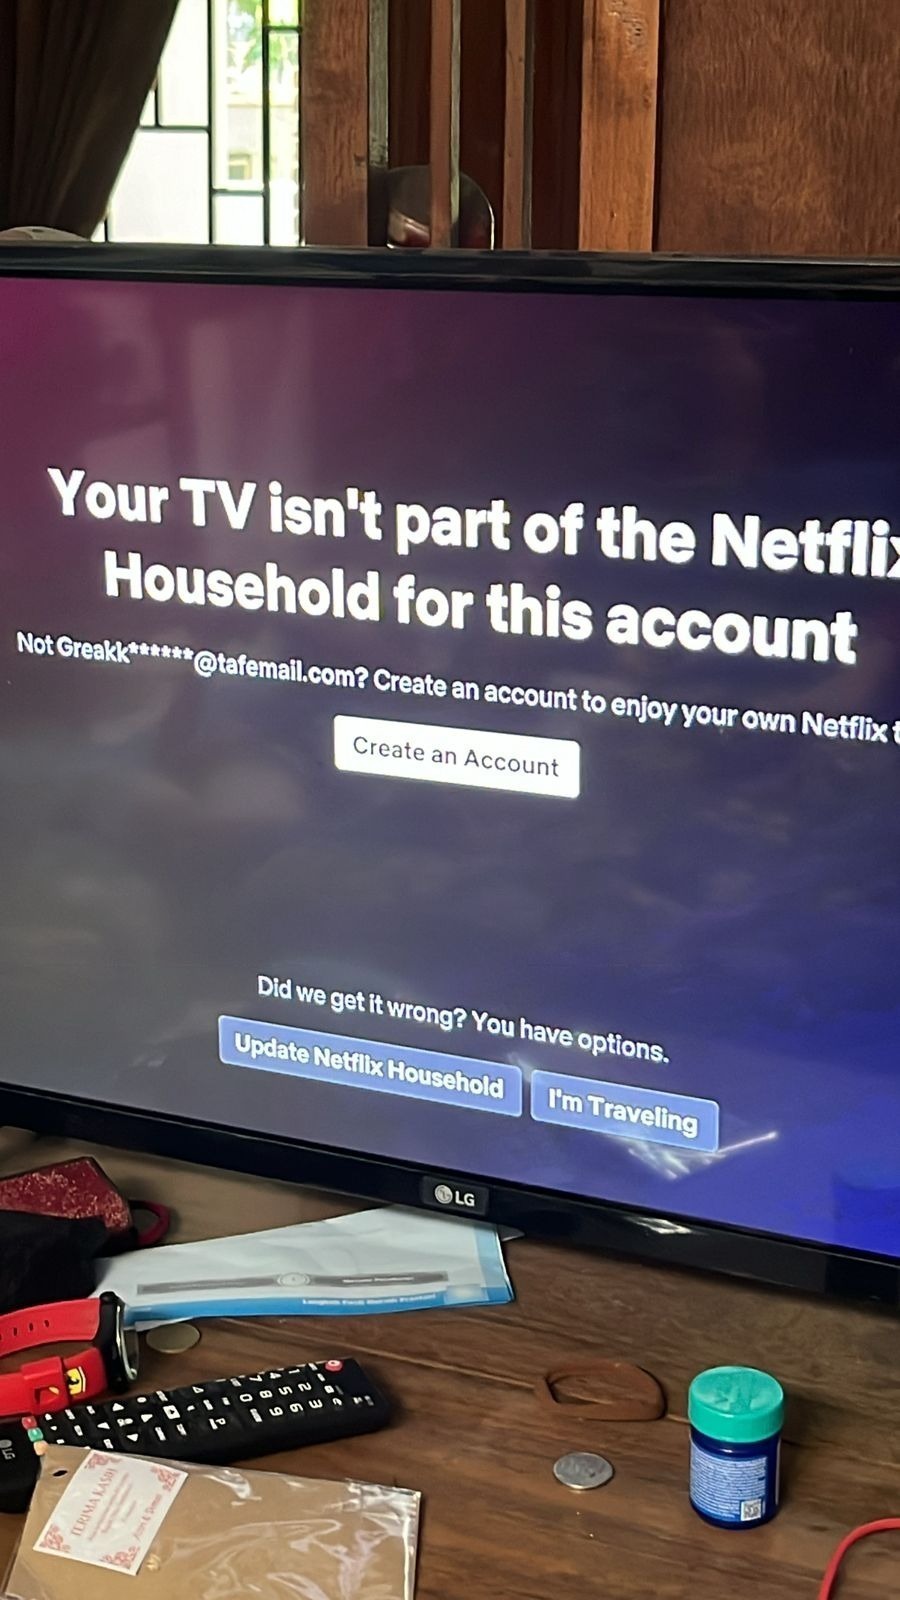 Your TV isn't part of the Netflix
Household for this account
Not Greakk******@tafemail.com? Create an account to enjoy your own Netflix
Create an Account
Did we get it wrong? You have options.
Update Netflix Household
I'm Traveling
LG
TERIMA KASIH